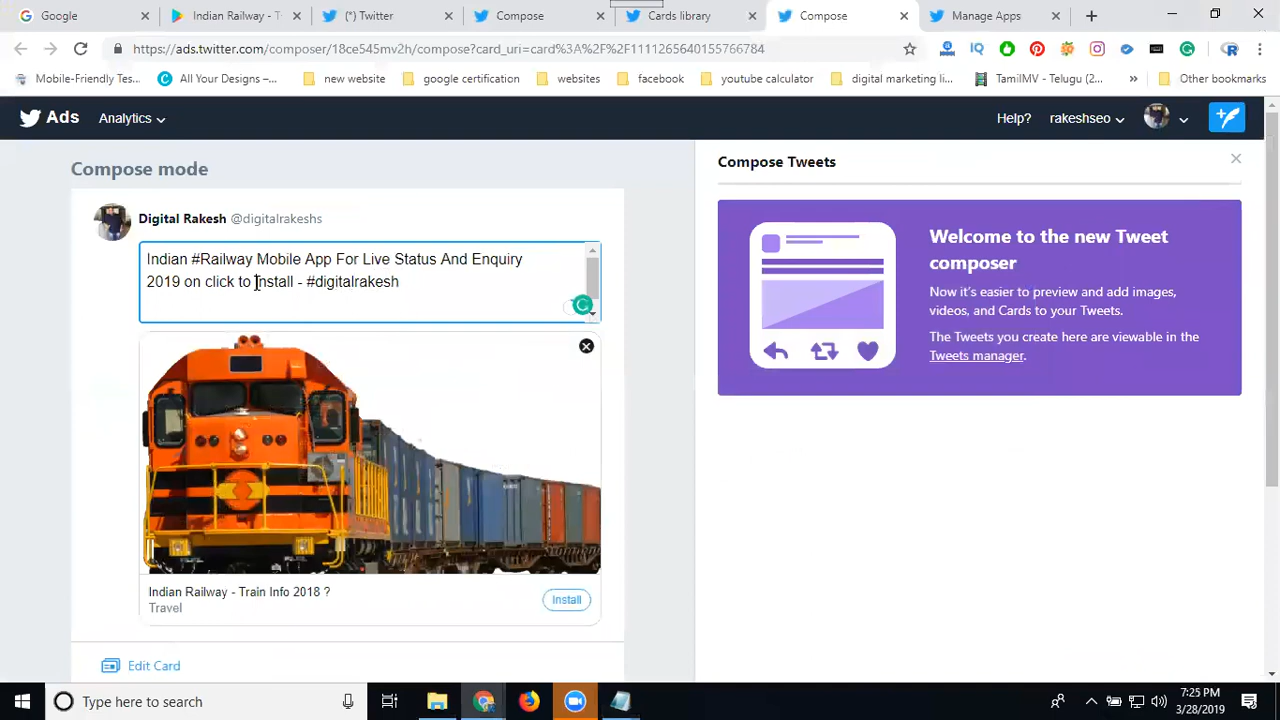 Google
Indian Railway - T
(*) Twitter
Compose
Cards library
Compose
Manage Apps
https://ads.twitter.com/composer/18ce545mv2h/compose?card_uri=card%3A%2F%2F1111265640155766784
Mobile-Friendly Tes...
All Your Designs –...
new website
google certification
websites
facebook
youtube calculator
digital marketing li...
TamilMV - Telugu (2...
»
Other bookmarks
Ads
Analytics
Help?
rakeshseo
Compose mode
Compose Tweets
Digital Rakesh @digitalrakeshs
Indian #Railway Mobile App For Live Status And Enquiry
2019 on click to Install - #digitalrakesh
Welcome to the new Tweet
composer
Now it's easier to preview and add images,
videos, and Cards to your Tweets.
The Tweets you create here are viewable in the
Tweets manager.
Indian Railway - Train Info 2018 ?
Travel
Install
Edit Card
Type here to search
7:25 PM
3/28/2019